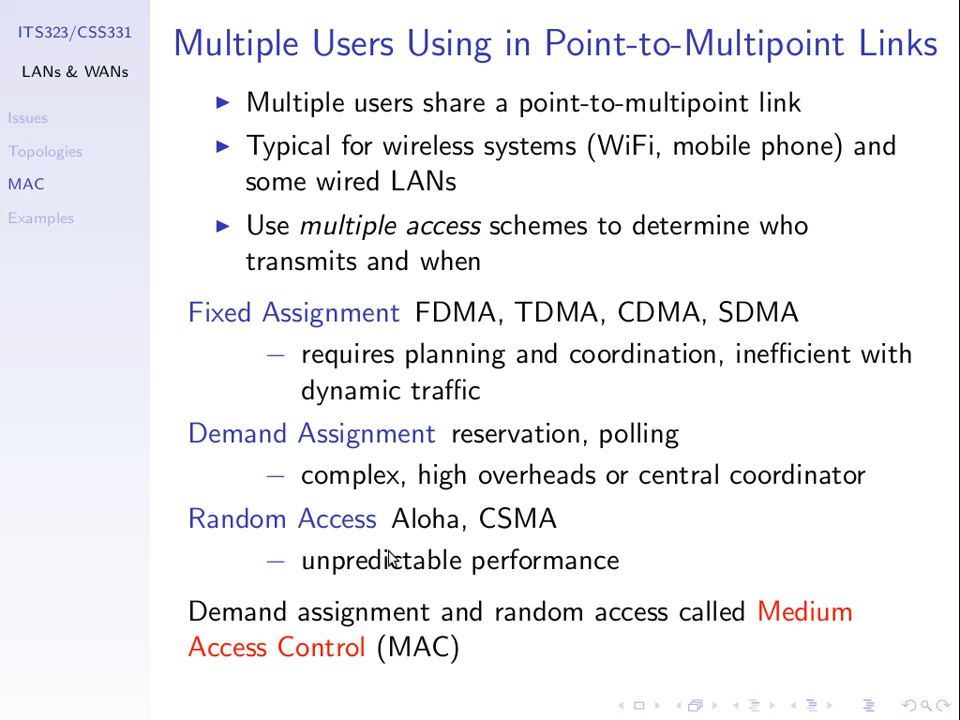 ITS323/CSS331
LANs & WANs
Issues
Topologies
MAC
Examples
Multiple Users Using in Point-to-Multipoint Links
Multiple users share a point-to-multipoint link
Typical for wireless systems (WiFi, mobile phone) and
some wired LANs
Use multiple access schemes to determine who
transmits and when
Fixed Assignment FDMA, TDMA, CDMA, SDMA
– requires planning and coordination, inefficient with
dynamic traffic
Demand Assignment reservation, polling
– complex, high overheads or central coordinator
Random Access Aloha, CSMA
– unpredictable performance
Demand assignment and random access called Medium
Access Control (MAC)